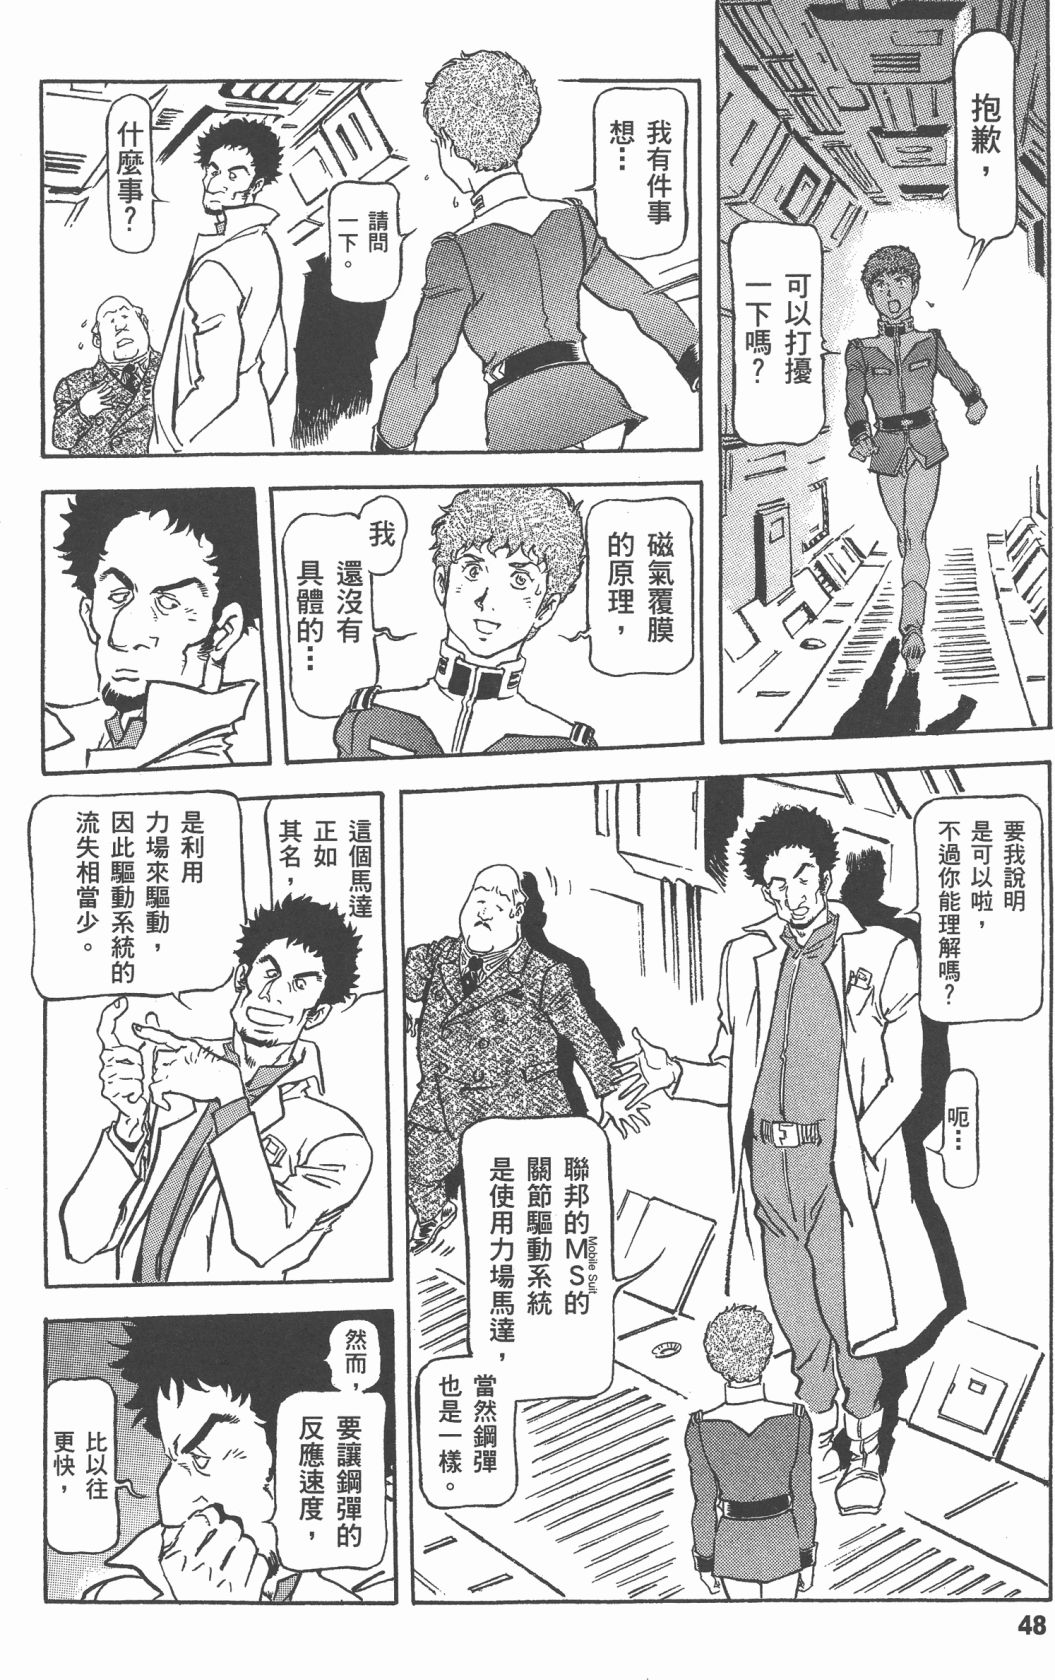 抱歉，
可以打擾
一下嗎？
我有件事
想…
請問
一下。
什麼事？
磁氣覆膜
的原理，
我
還沒有
具體的…
要我說明
是可以啦，
不過你能理解嗎？
呃…
聯邦的MS的
Mobile Suit
關節驅動系統
是使用力場馬達，
當然鋼彈
也是一樣。
這個馬達
正如
其名，
是利用
力場來驅動，
因此驅動系統的
流失相當少。
然而，
要讓鋼彈的
反應速度，
比以往
更快，
48